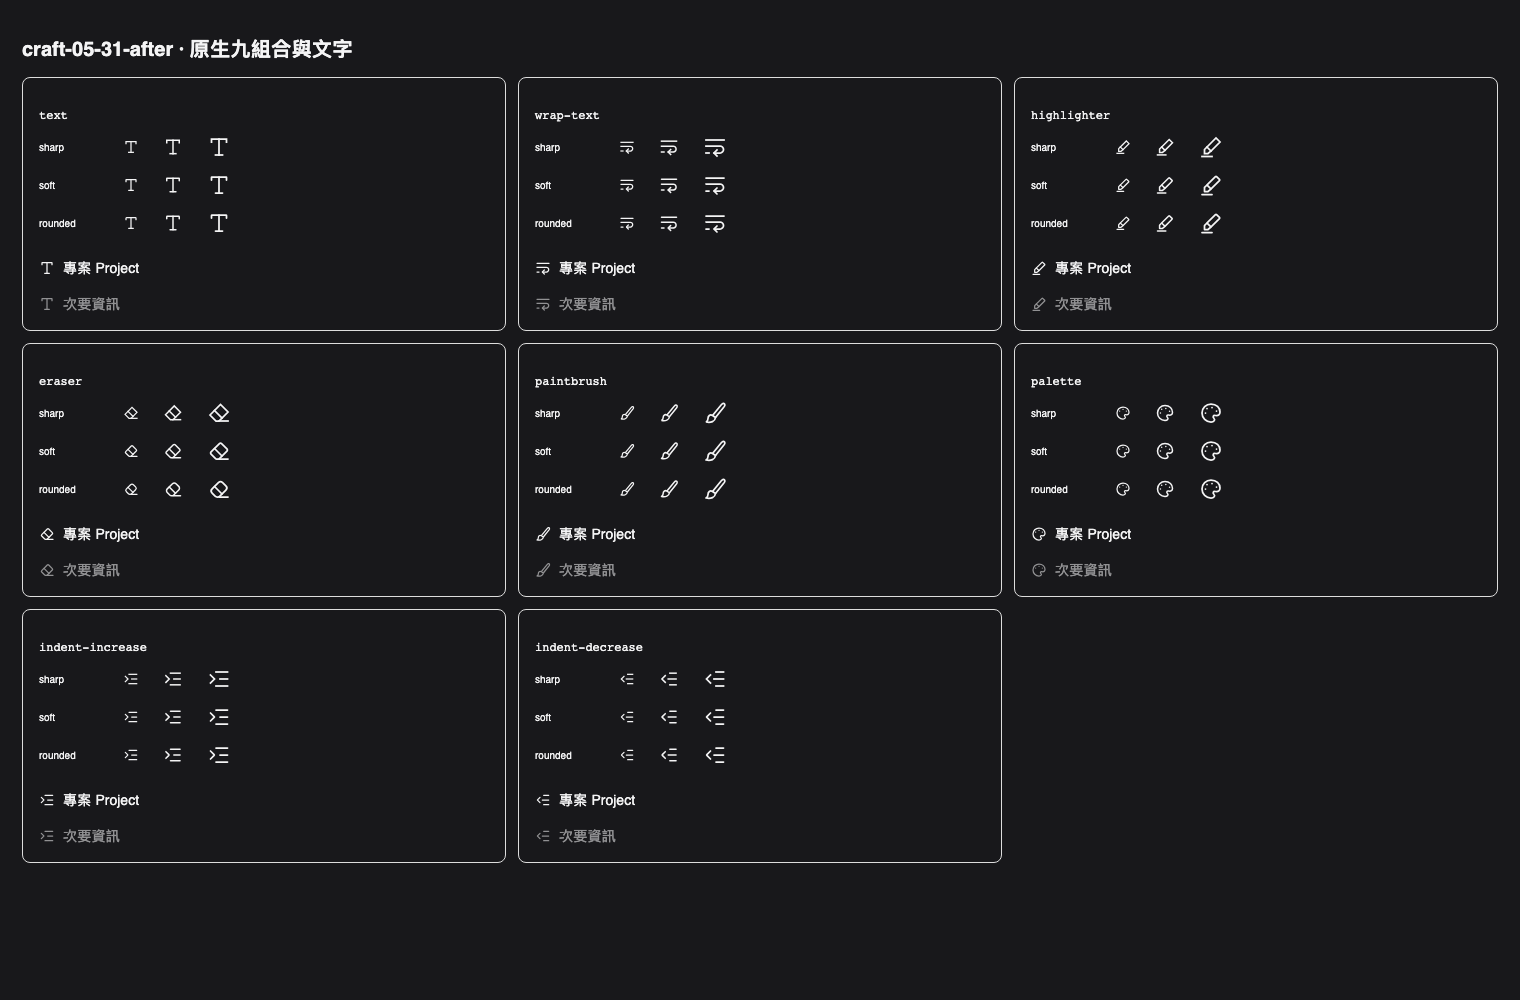 craft-05-31-after · 原生九組合與文字
text
sharp
soft
rounded
專案 Project
次要資訊
wrap-text
sharp
soft
rounded
專案 Project
次要資訊
highlighter
sharp
soft
rounded
專案 Project
次要資訊
eraser
sharp
soft
rounded
專案 Project
次要資訊
paintbrush
sharp
soft
rounded
專案 Project
次要資訊
palette
sharp
soft
rounded
專案 Project
次要資訊
indent-increase
sharp
soft
rounded
專案 Project
次要資訊
indent-decrease
sharp
soft
rounded
專案 Project
次要資訊